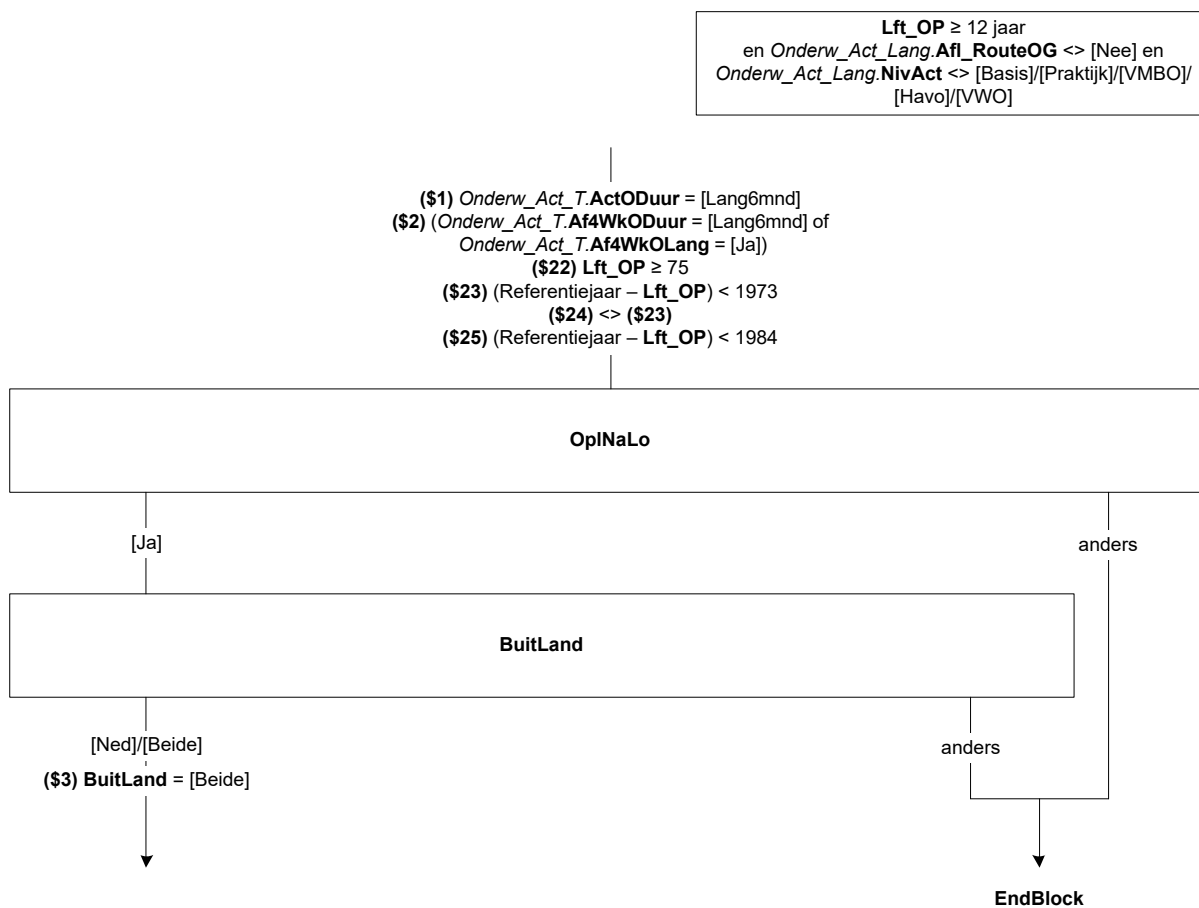 Lft_OP ≥ 12 jaar
en Onderw_Act_Lang.Afl_RouteOG <> [Nee] en
Onderw_Act_Lang.NivAct <> [Basis]/[Praktijk]/[VMBO]/
[Havo]/[VWO]
($1) Onderw_Act_T.ActODuur = [Lang6mnd]
($2) (Onderw_Act_T.Af4WkODuur = [Lang6mnd] of
Onderw_Act_T.Af4WkOLang = [Ja])
($22) Lft_OP ≥ 75
($23) (Referentiejaar – Lft_OP) < 1973
($24) <> ($23)
($25) (Referentiejaar – Lft_OP) < 1984
OplNaLo
[Ja]
anders
BuitLand
[Ned]/[Beide]
anders
($3) BuitLand = [Beide]
EndBlock